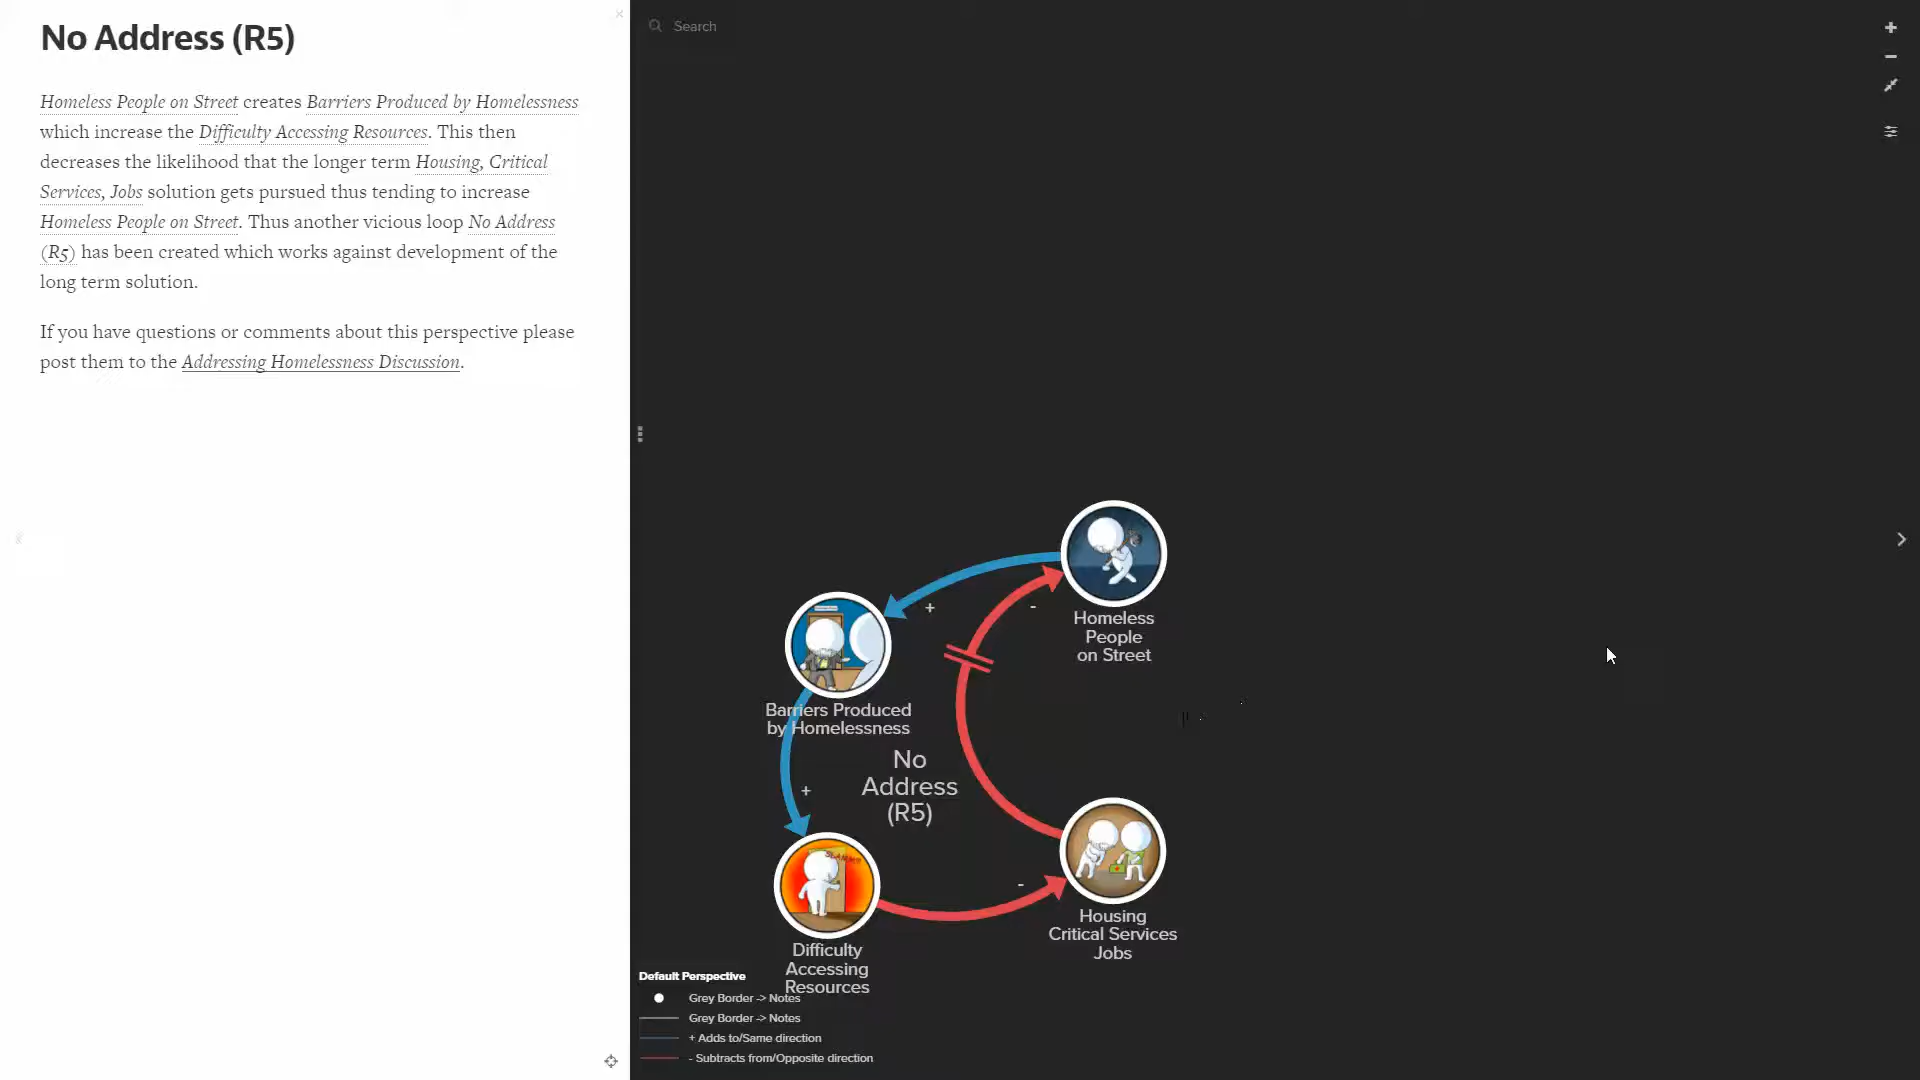 No Address (R5)
Homeless People on Street creates Barriers Produced by Homelessness
which increase the Difficulty Accessing Resources. This then
decreases the likelihood that the longer term Housing, Critical
Services, Jobs solution gets pursued thus tending to increase
Homeless People on Street. Thus another vicious loop No Address
(R5) has been created which works against development of the
long term solution.
If you have questions or comments about this perspective please
post them to the Addressing Homelessness Discussion.
Search
Homeless
People
on Street
+
-
Barriers Produced
by Homelessness
No
Address
(R5)
+
-
Difficulty
Accessing
Resources
Housing
Critical Services
Jobs
Default Perspective
Grey Border -> Notes
Grey Border -> Notes
+ Adds to/Same direction
- Subtracts from/Opposite direction